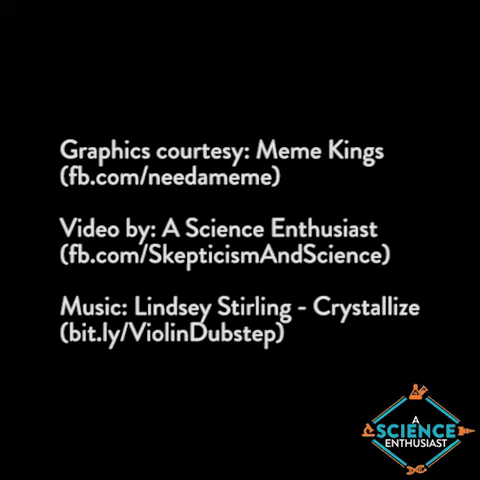 Graphics courtesy: Meme Kings
(fb.com/needameme)
Video by: A Science Enthusiast
(fb.com/SkepticismAndScience)
Music: Lindsey Stirling - Crystallize
(bit.ly/ViolinDubstep)
A
SCIENCE
ENTHUSIAST